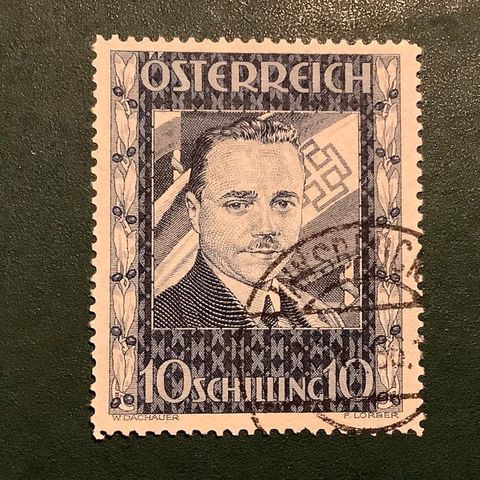 ÖSTERREICH
10 SCHILLING 10
W. DACHAUER F. LORBER